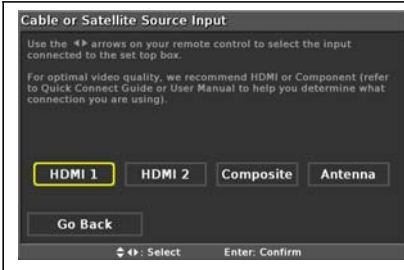 Cable or Satellite Source Input
Use the ◄► arrows on your remote control to select the input
connected to the set top box.
For optimal video quality, we recommend HDMI or Component (refer
to Quick Connect Guide or User Manual to help you determine what
connection you are using).
HDMI 1 HDMI 2 Composite Antenna
Go Back
▲▼◄►: Select Enter: Confirm